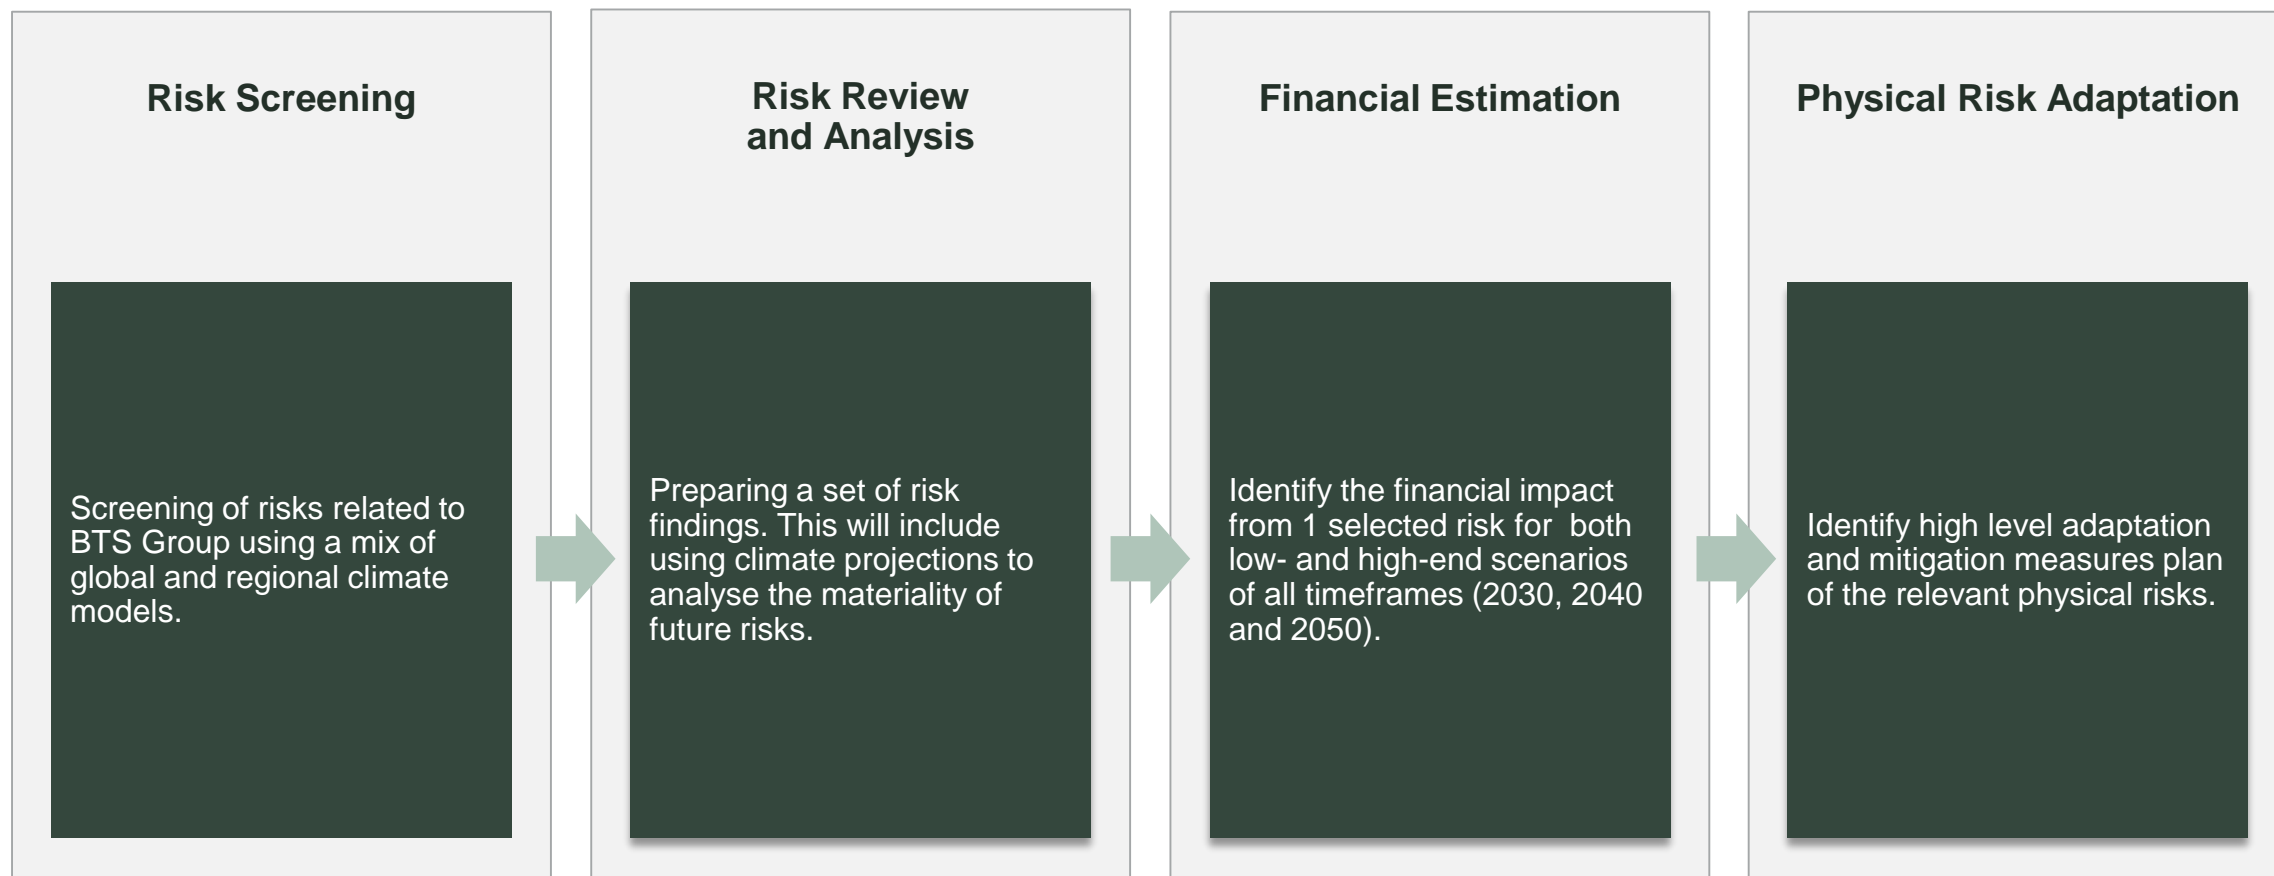 Risk Screening
Screening of risks related to
BTS Group using a mix of
global and regional climate
models.
Risk Review
and Analysis
Preparing a set of risk
findings. This will include
using climate projections to
analyse the materiality of
future risks.
Financial Estimation
Identify the financial impact
from 1 selected risk for  both
low- and high-end scenarios
of all timeframes (2030, 2040
and 2050).
Physical Risk Adaptation
Identify high level adaptation
and mitigation measures plan
of the relevant physical risks.